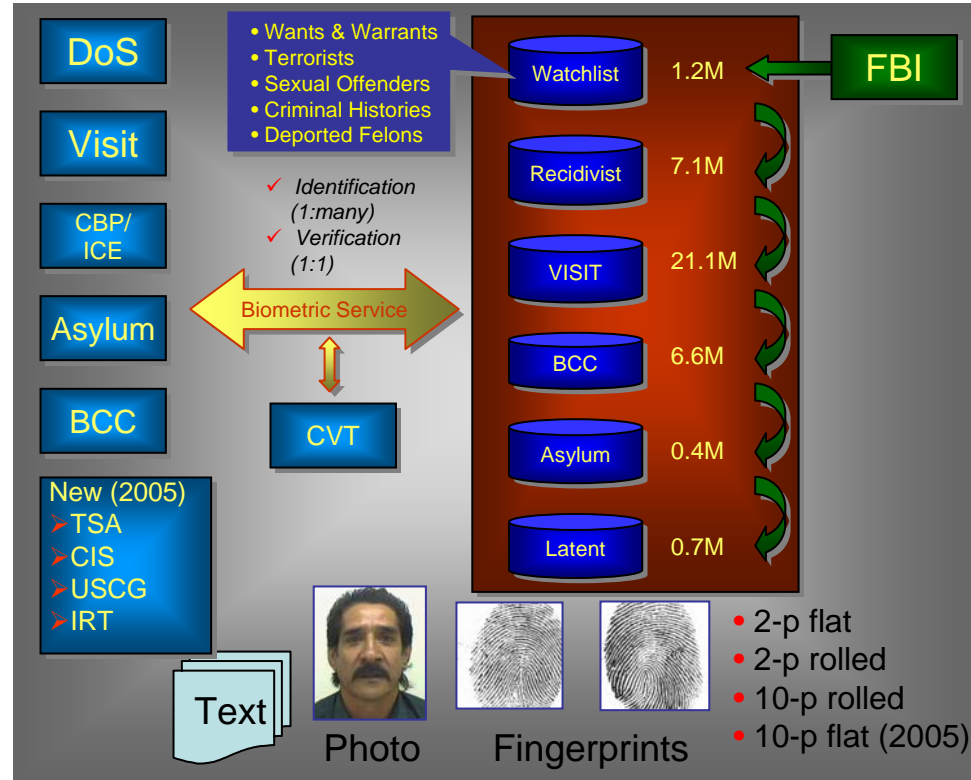 DoS
Visit
CBP/
ICE
Asylum
BCC
New (2005)
➢TSA
➢CIS
➢USCG
➢IRT
• Wants & Warrants
• Terrorists
• Sexual Offenders
• Criminal Histories
• Deported Felons
✓ Identification
(1:many)
✓ Verification
(1:1)
Biometric Service
CVT
Watchlist 1.2M
FBI
Recidivist 7.1M
VISIT 21.1M
BCC 6.6M
Asylum 0.4M
Latent 0.7M
Text
Photo
Fingerprints
• 2-p flat
• 2-p rolled
• 10-p rolled
• 10-p flat (2005)